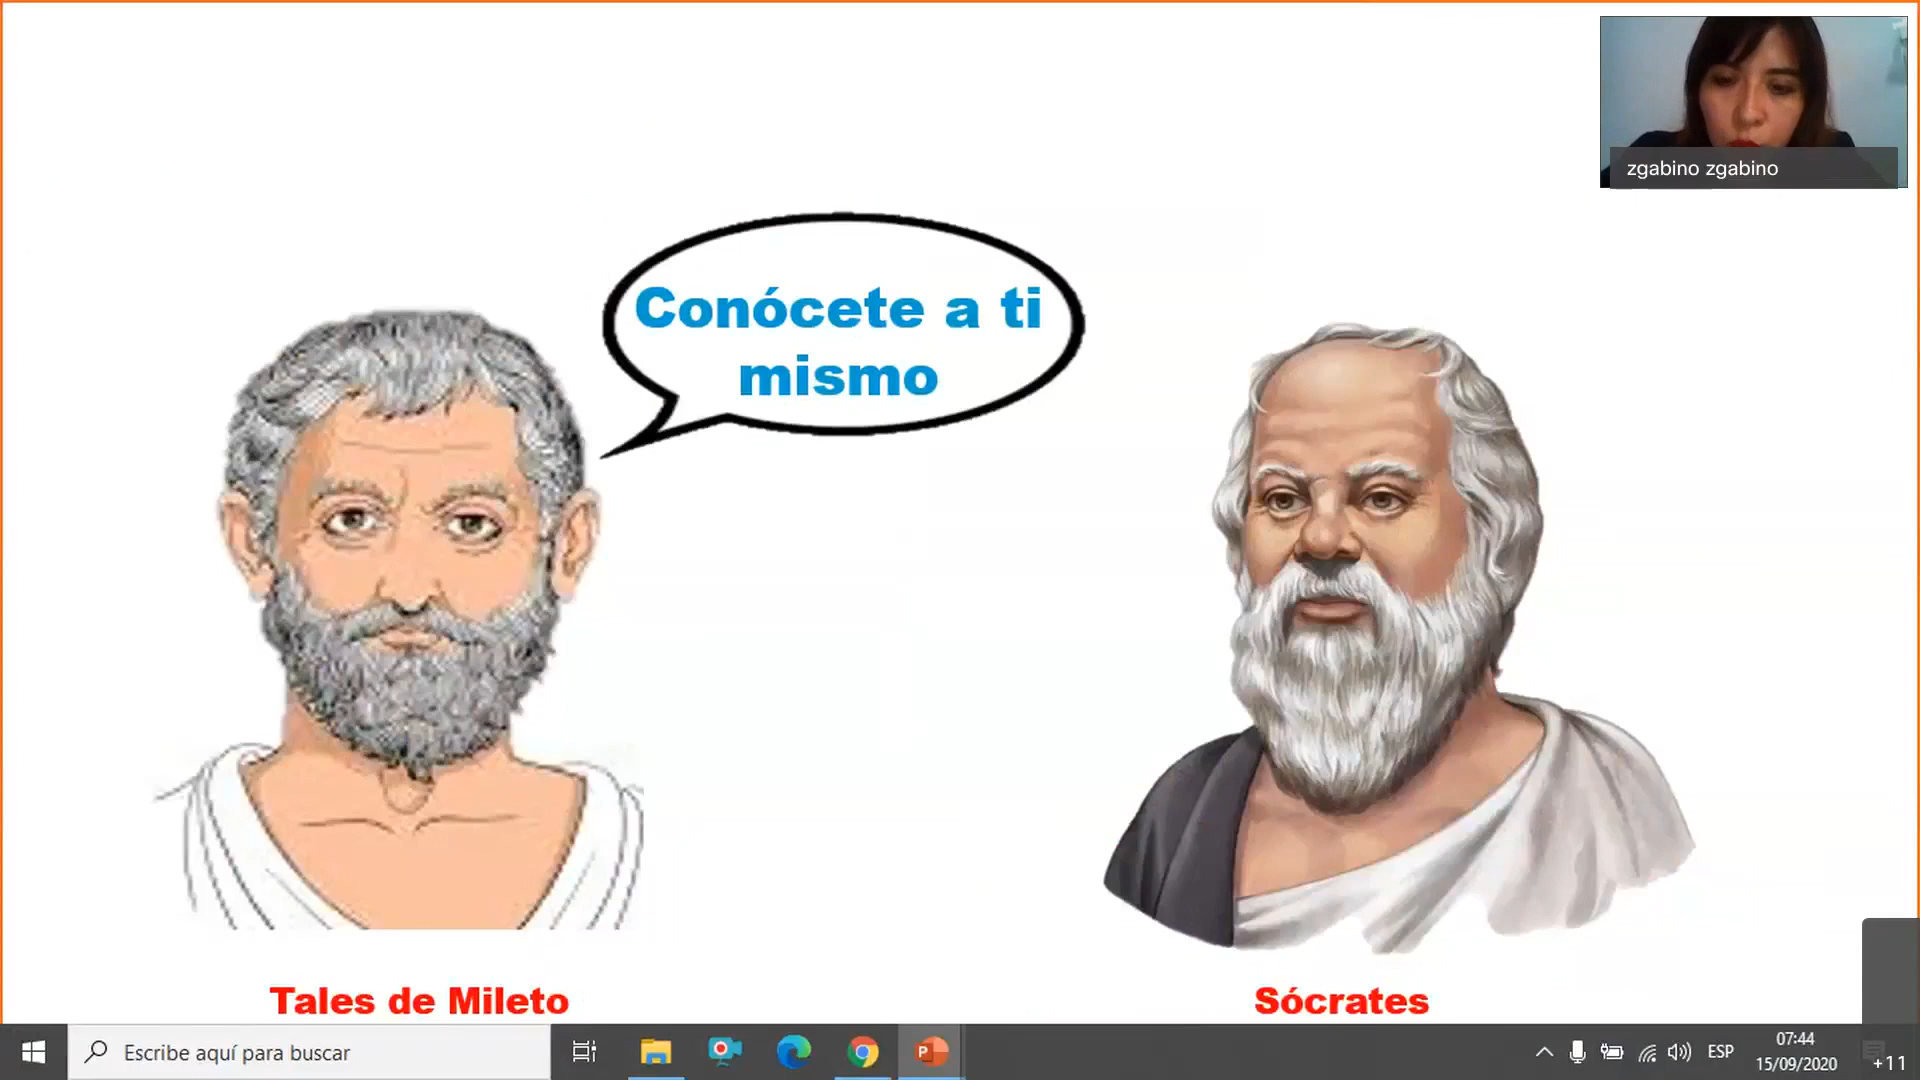 zgabino zgabino
Conócete a ti
mismo
Tales de Mileto
Sócrates
Escribe aquí para buscar
P
ESP
07:44
15/09/2020
+11